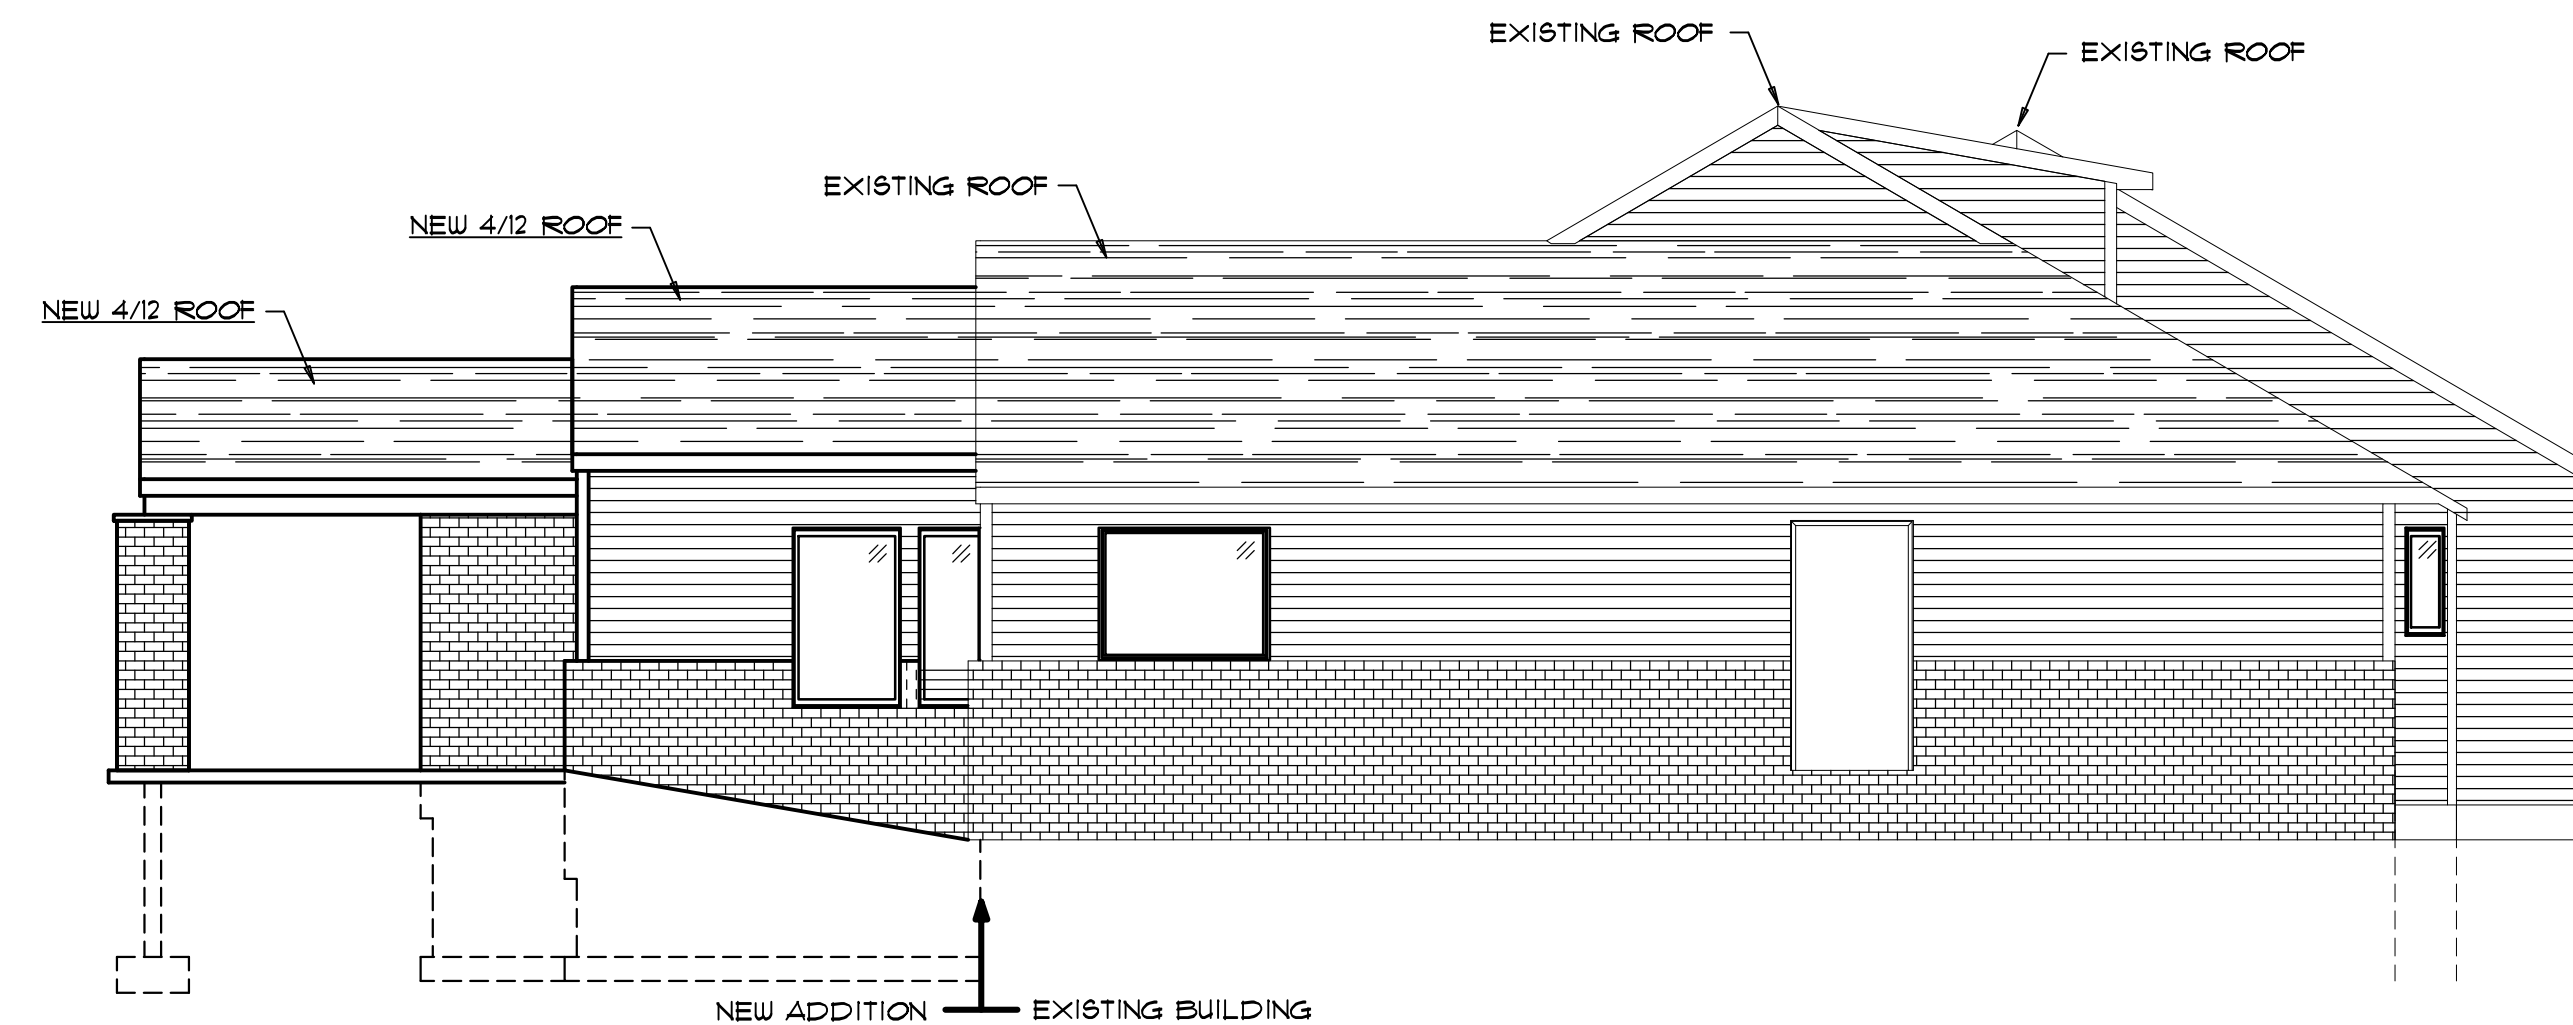 EXISTING ROOF
EXISTING ROOF
EXISTING ROOF
NEW 4/12 ROOF
NEW 4/12 ROOF
NEW ADDITION
EXISTING BUILDING